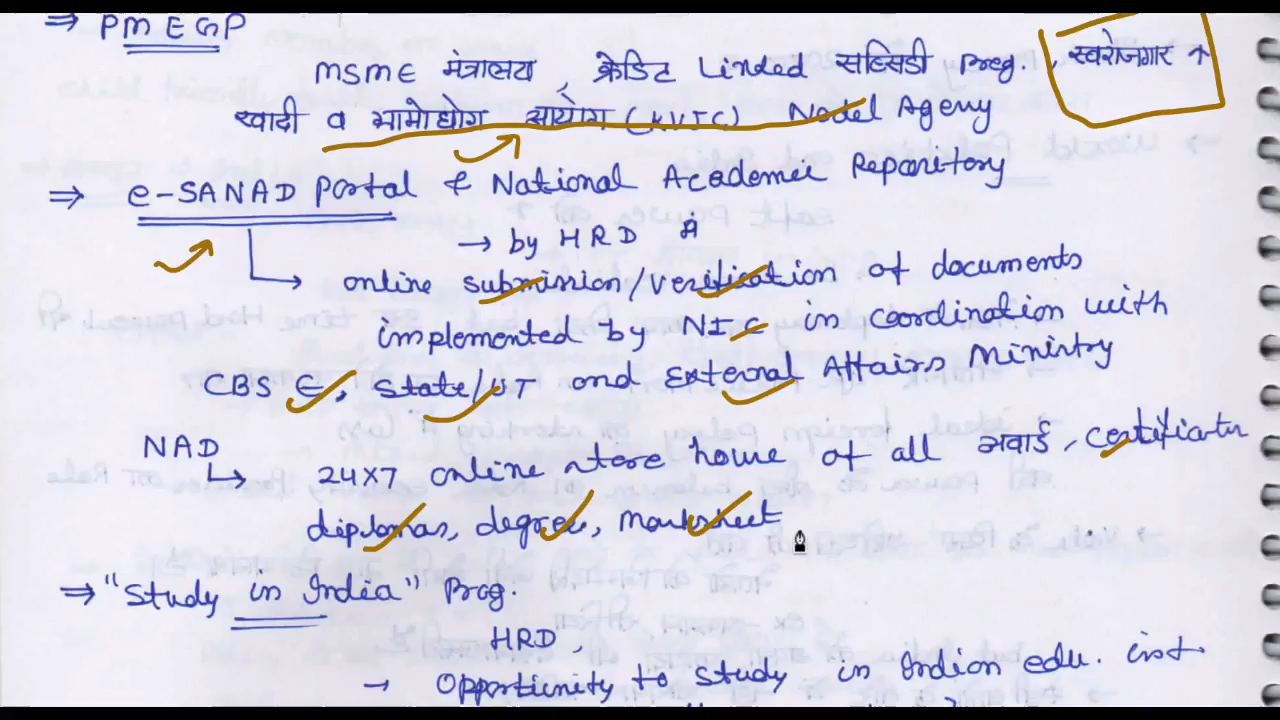 ⇒ PMEGP
MSME मंत्रालय क्रेडिट Linked सब्सिडी Prog. स्वरोजगार ↑
खादी व ग्रामोद्योग आयोग (KVIC) Nodal Agency
⇒ e-SANAD Portal & National Academic Reporitory
→ by HRD मं
online submission/Verification of documents
implemented by NIC in coordination with
CBSE, State/UT and External Affairs Ministry
NAD
↳ 24X7 online store house of all अवार्ड, certificates
diplomas, degree, Marksheet
⇒ "Study in India" Prog.
HRD,
→ Opportunity to study in Indian edu. inst.